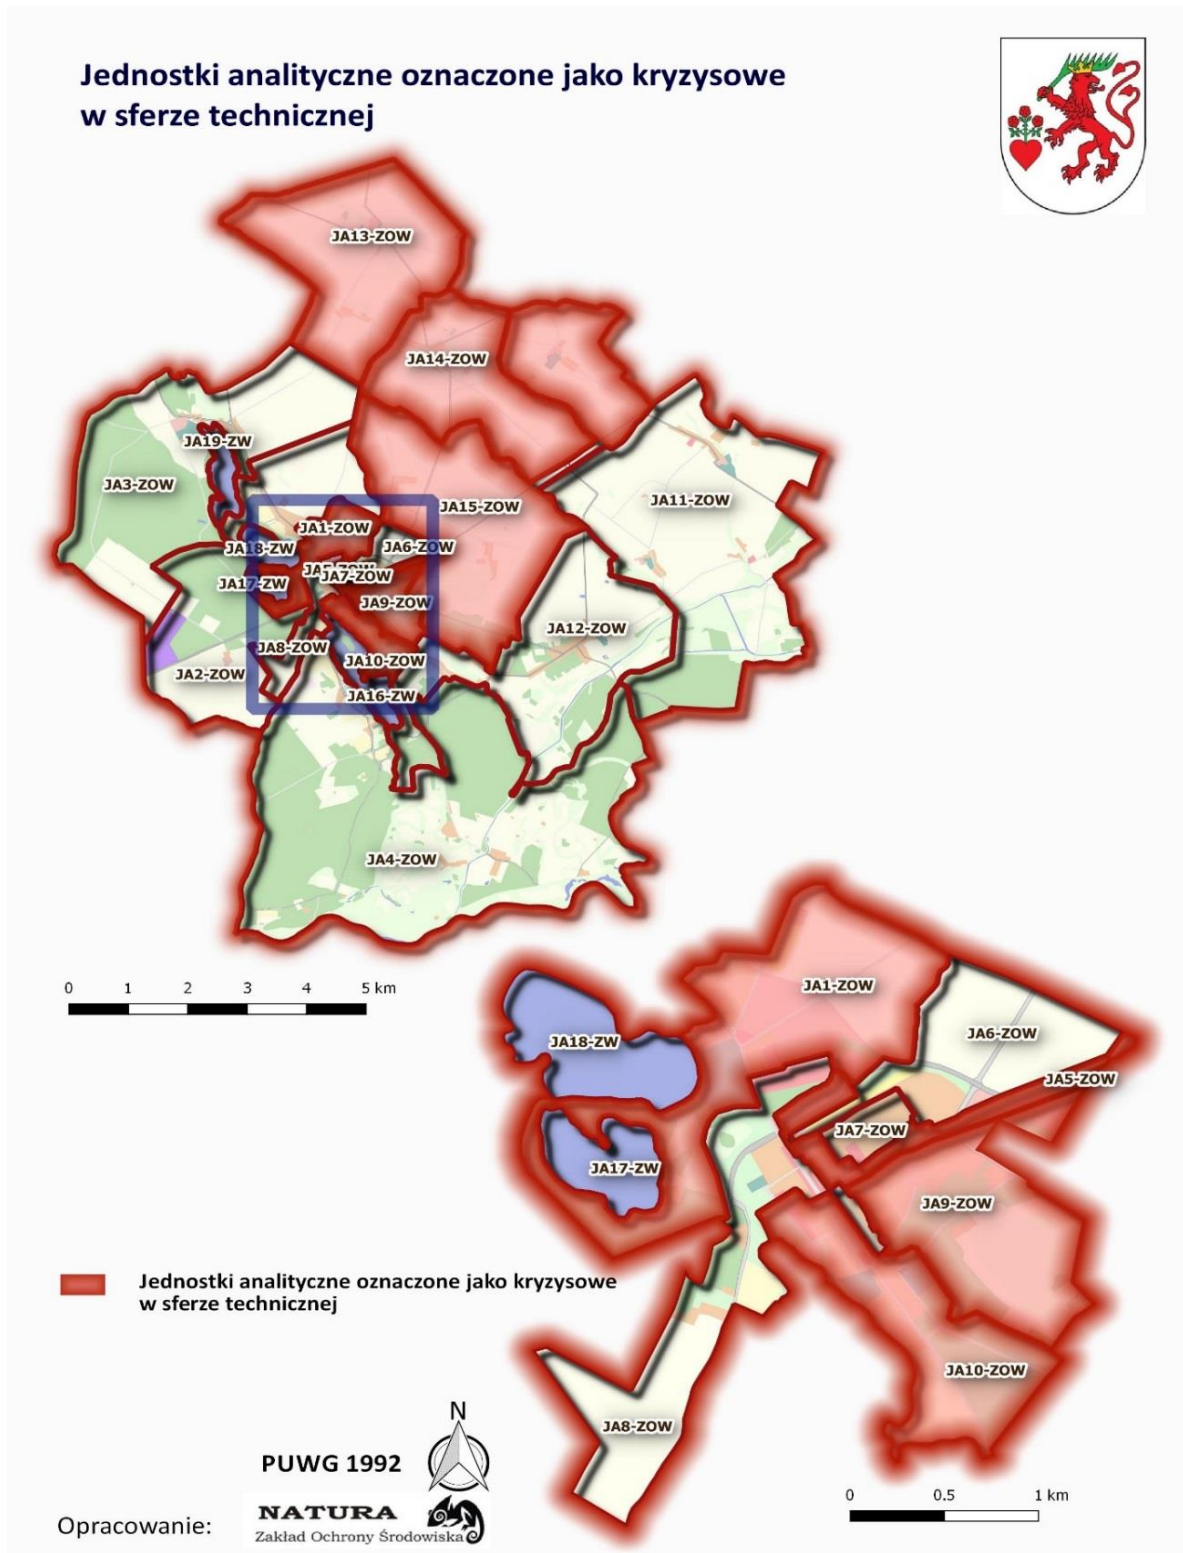 Jednostki analityczne oznaczone jako kryzysowe
w sferze technicznej
JA13-ZOW
JA14-ZOW
JA19-ZW
JA3-ZOW
JA11-ZOW
JA15-ZOW
JA1-ZOW
JA18-ZW
JA6-ZOW
JA7-ZOW
JA17-ZW
JA9-ZOW
JA12-ZOW
JA8-ZOW
JA10-ZOW
JA2-ZOW
JA16-ZW
JA4-ZOW
0 1 2 3 4 5 km
JA1-ZOW
JA6-ZOW
JA18-ZW
JA5-ZOW
JA7-ZOW
JA17-ZW
JA9-ZOW
Jednostki analityczne oznaczone jako kryzysowe
w sferze technicznej
JA10-ZOW
JA8-ZOW
N
PUWG 1992
0 0.5 1 km
Opracowanie:
NATURA
Zakład Ochrony Środowiska